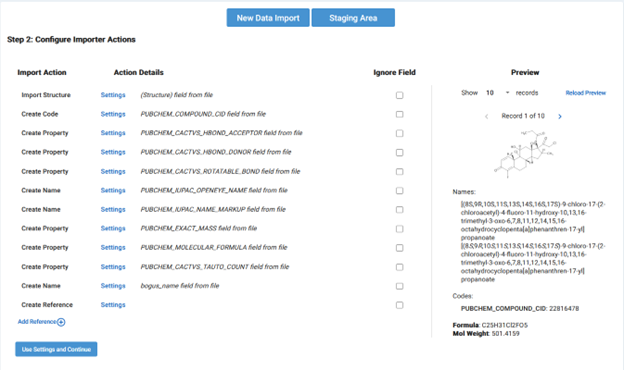 New Data Import Staging Area
Step 2: Configure Importer Actions
Import Action Action Details Ignore Field
Import Structure Settings (Structure) field from file
Create Code Settings PUBCHEM_COMPOUND_CID field from file
Create Property Settings PUBCHEM_CACTVS_HBOND_ACCEPTOR field from file
Create Property Settings PUBCHEM_CACTVS_HBOND_DONOR field from file
Create Property Settings PUBCHEM_CACTVS_ROTATABLE_BOND field from file
Create Name Settings PUBCHEM_IUPAC_OPENEYE_NAME field from file
Create Name Settings PUBCHEM_IUPAC_NAME_MARKUP field from file
Create Property Settings PUBCHEM_EXACT_MASS field from file
Create Property Settings PUBCHEM_MOLECULAR_FORMULA field from file
Create Property Settings PUBCHEM_CACTVS_TAUTO_COUNT field from file
Create Name Settings bogus_name field from file
Create Reference Settings
Add Reference
Use Settings and Continue
Preview
Show 10 records Reload Preview
Record 1 of 10
Names:
[(8S,9R,10S,11S,13S,14S,16S,17S)-9-chloro-17-(2-
chloroacetyl)-4-fluoro-11-hydroxy-10,13,16-
trimethyl-3-oxo-6,7,8,11,12,14,15,16-
octahydrocyclopenta[a]phenanthren-17-yl]
propanoate
[(8S,9R,10S,11S,13S,14S,16S,17S)-9-chloro-17-(2-
chloroacetyl)-4-fluoro-11-hydroxy-10,13,16-
trimethyl-3-oxo-6,7,8,11,12,14,15,16-
octahydrocyclopenta[a]phenanthren-17-yl]
propanoate
Codes:
PUBCHEM_COMPOUND_CID: 22816478
Formula: C25H31Cl2FO5
Mol Weight: 501.4159